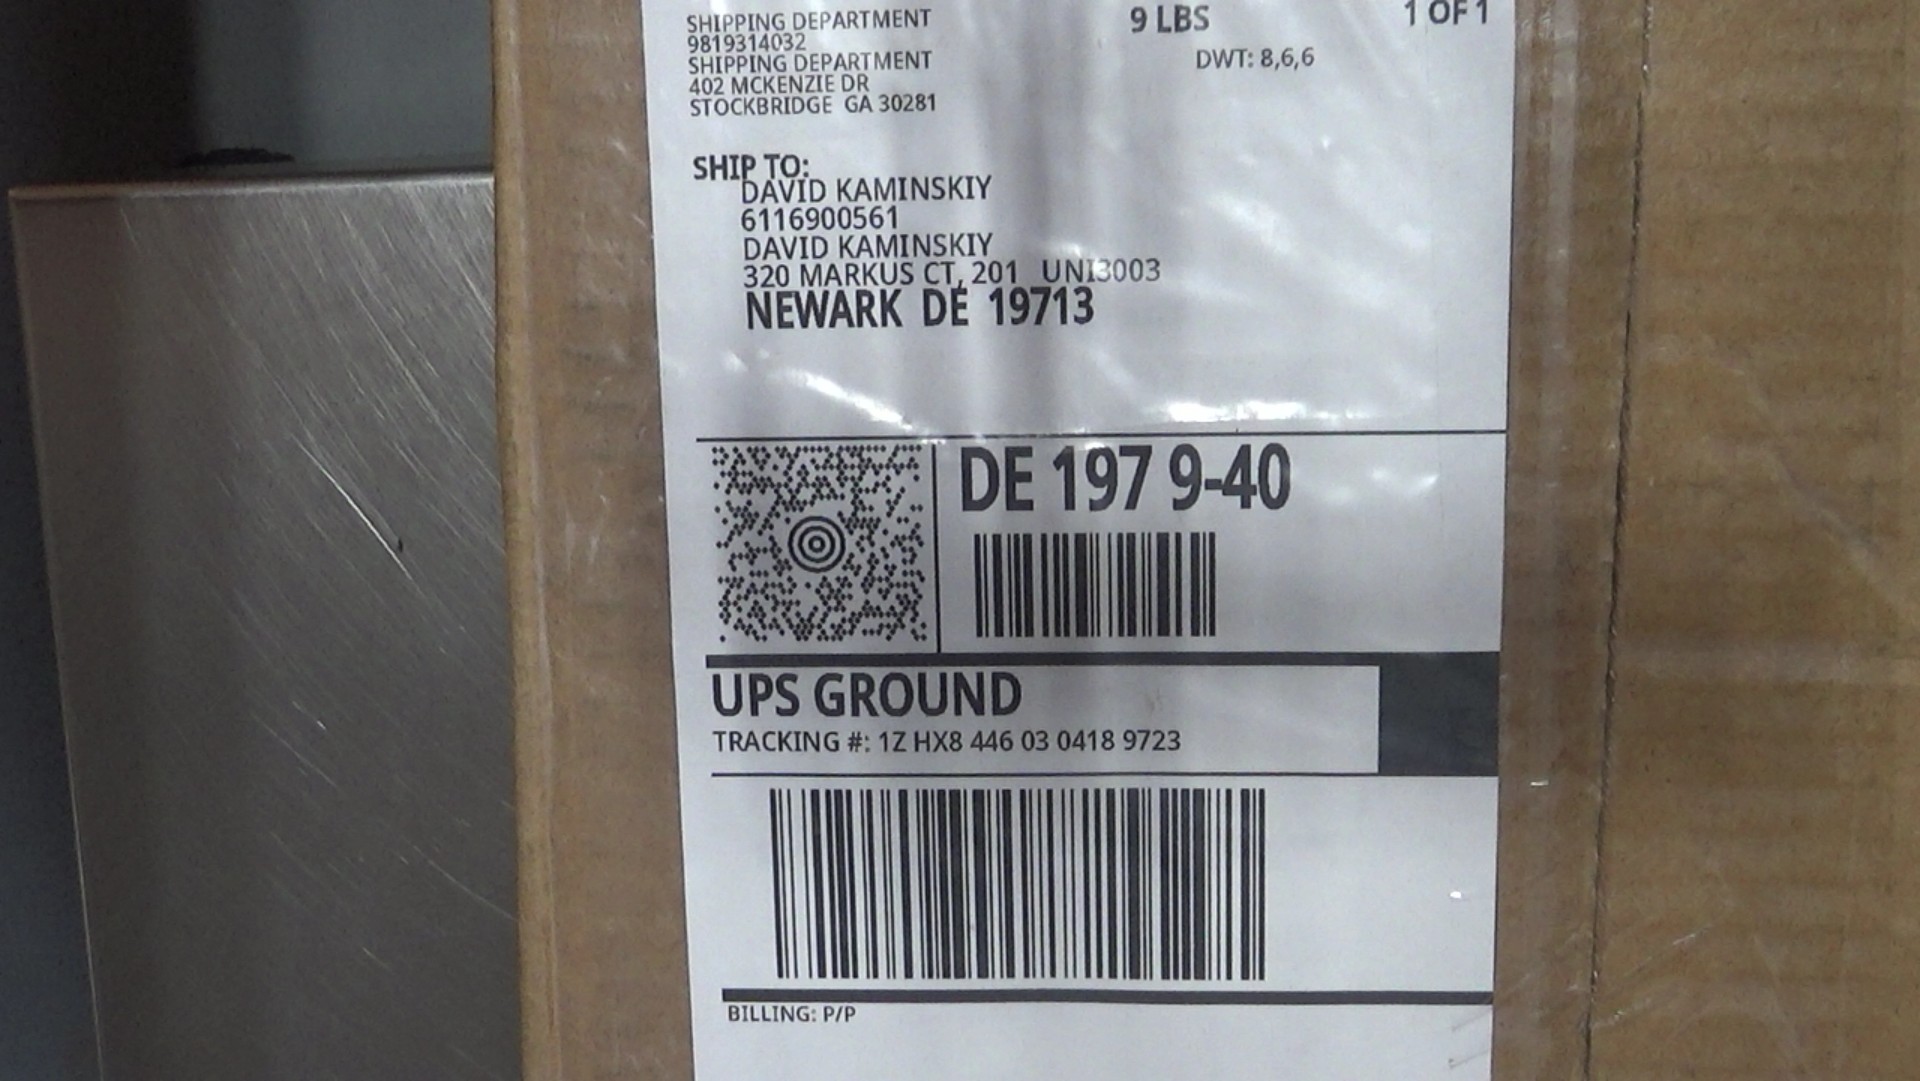 SHIPPING DEPARTMENT
9819314032
SHIPPING DEPARTMENT
402 MCKENZIE DR
STOCKBRIDGE GA 30281
9 LBS
1 OF 1
DWT: 8,6,6
SHIP TO:
DAVID KAMINSKIY
6116900561
DAVID KAMINSKIY
320 MARKUS CT, 201 UNI3003
NEWARK DE 19713
DE 197 9-40
UPS GROUND
TRACKING #: 1Z HX8 446 03 0418 9723
BILLING: P/P